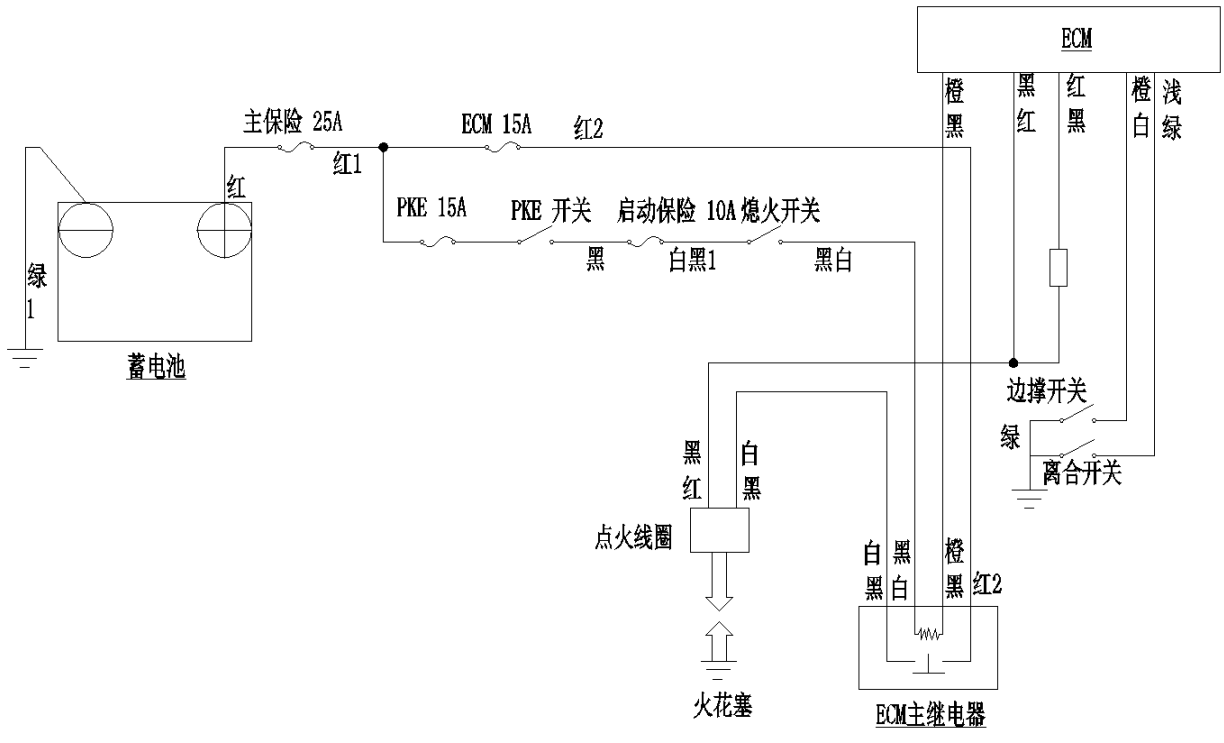 ECM
橙黑
黑红
红黑
橙白
浅绿
主保险 25A
ECM 15A
红2
红1
红
PKE 15A
PKE 开关
启动保险 10A
熄火开关
黑
白黑1
黑白
绿1
蓄电池
边撑开关
绿
离合开关
黑红
白黑
点火线圈
白黑
黑白
橙黑
红2
火花塞
ECM主继电器